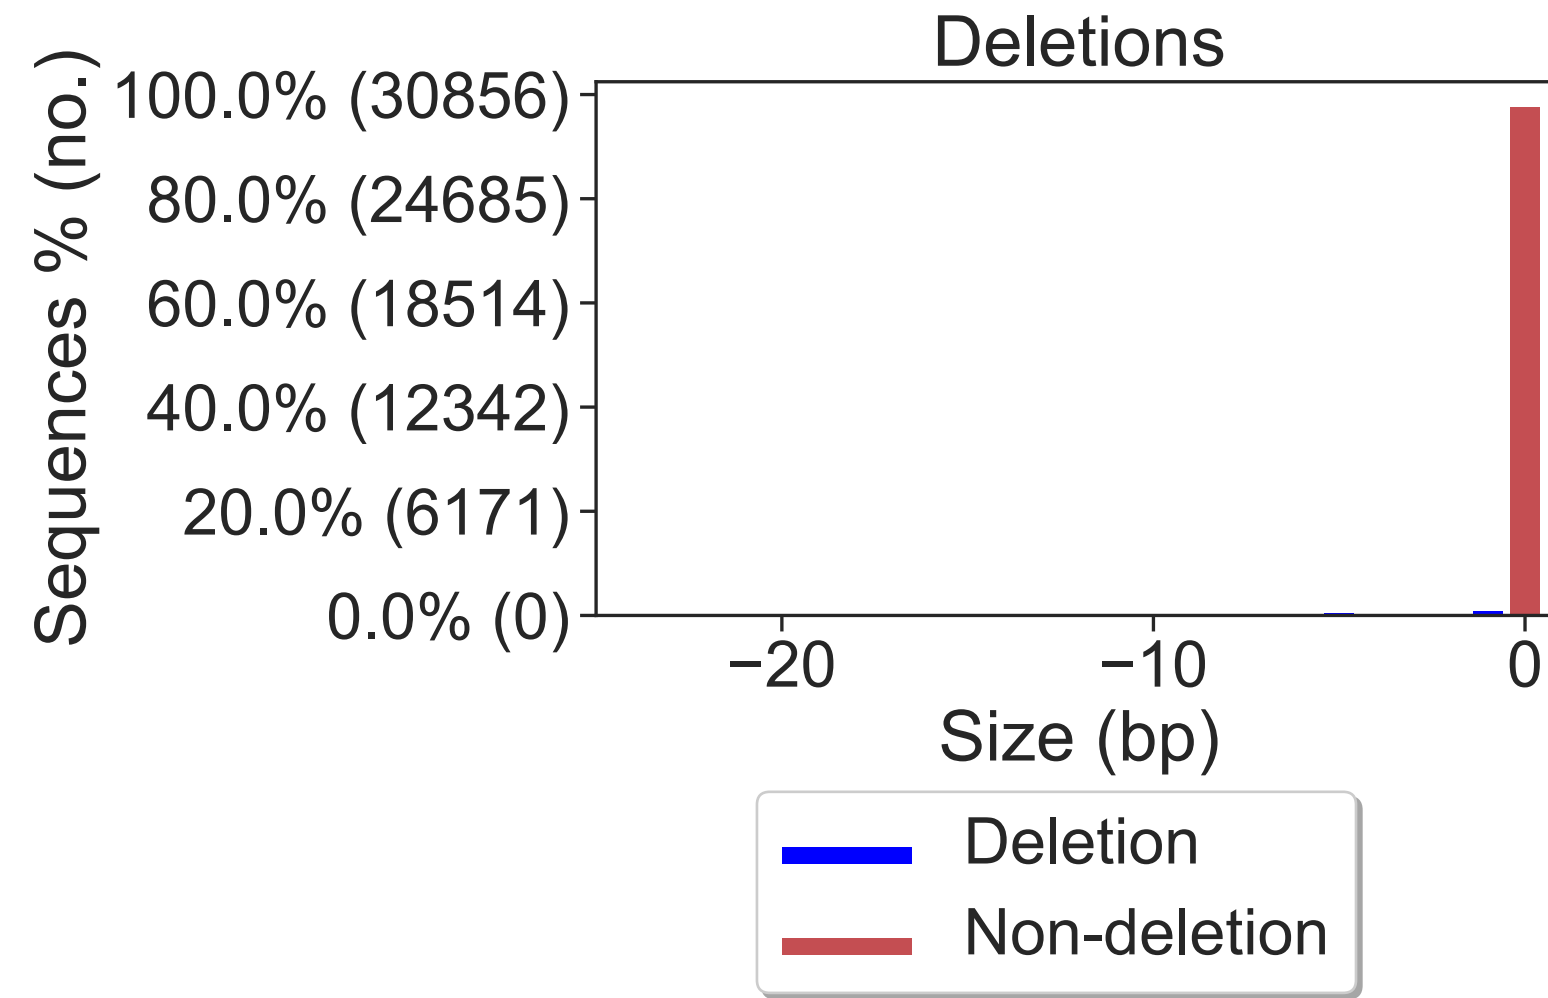 Deletions
Sequences % (no.)
100.0% (30856)
80.0% (24685)
60.0% (18514)
40.0% (12342)
20.0% (6171)
0.0% (0)
−20
−10
0
Size (bp)
Deletion
Non-deletion